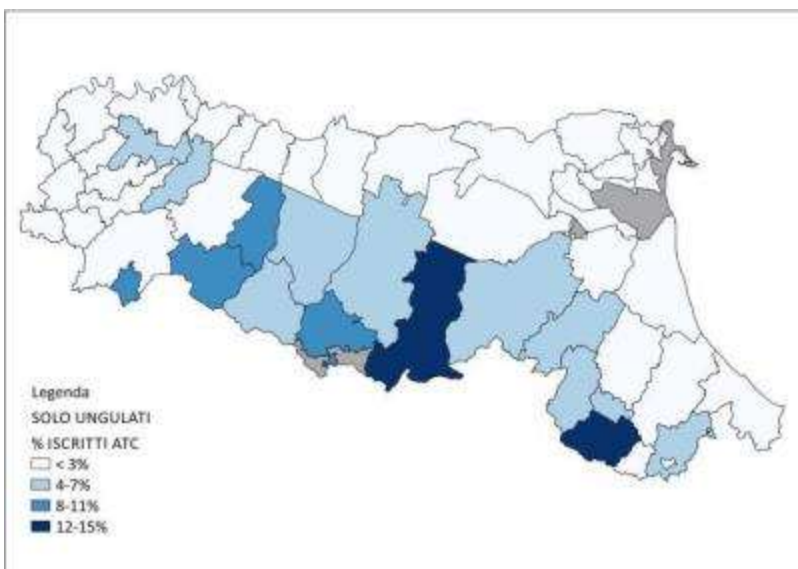 Legenda
SOLO UNGULATI
% ISCRITTI ATC
< 3%
4-7%
8-11%
12-15%